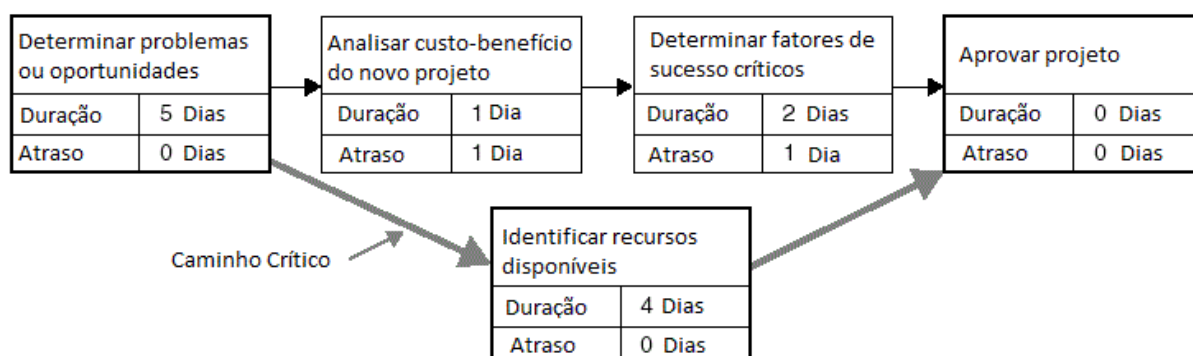 Determinar problemas
ou oportunidades
Duração 5 Dias
Atraso 0 Dias
Analisar custo-benefício
do novo projeto
Duração 1 Dia
Atraso 1 Dia
Determinar fatores de
sucesso críticos
Duração 2 Dias
Atraso 1 Dia
Aprovar projeto
Duração 0 Dias
Atraso 0 Dias
Caminho Crítico
Identificar recursos
disponíveis
Duração 4 Dias
Atraso 0 Dias